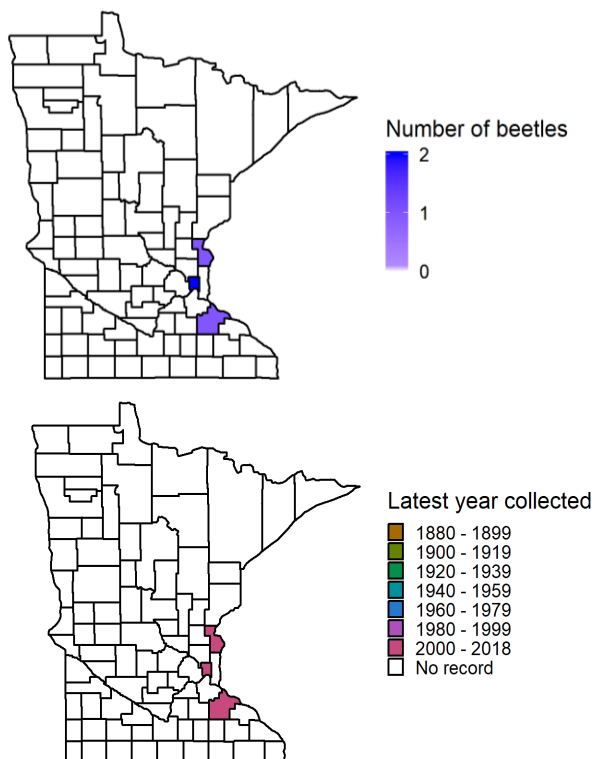 Number of beetles
2
1
0
Latest year collected
1880 - 1899
1900 - 1919
1920 - 1939
1940 - 1959
1960 - 1979
1980 - 1999
2000 - 2018
No record